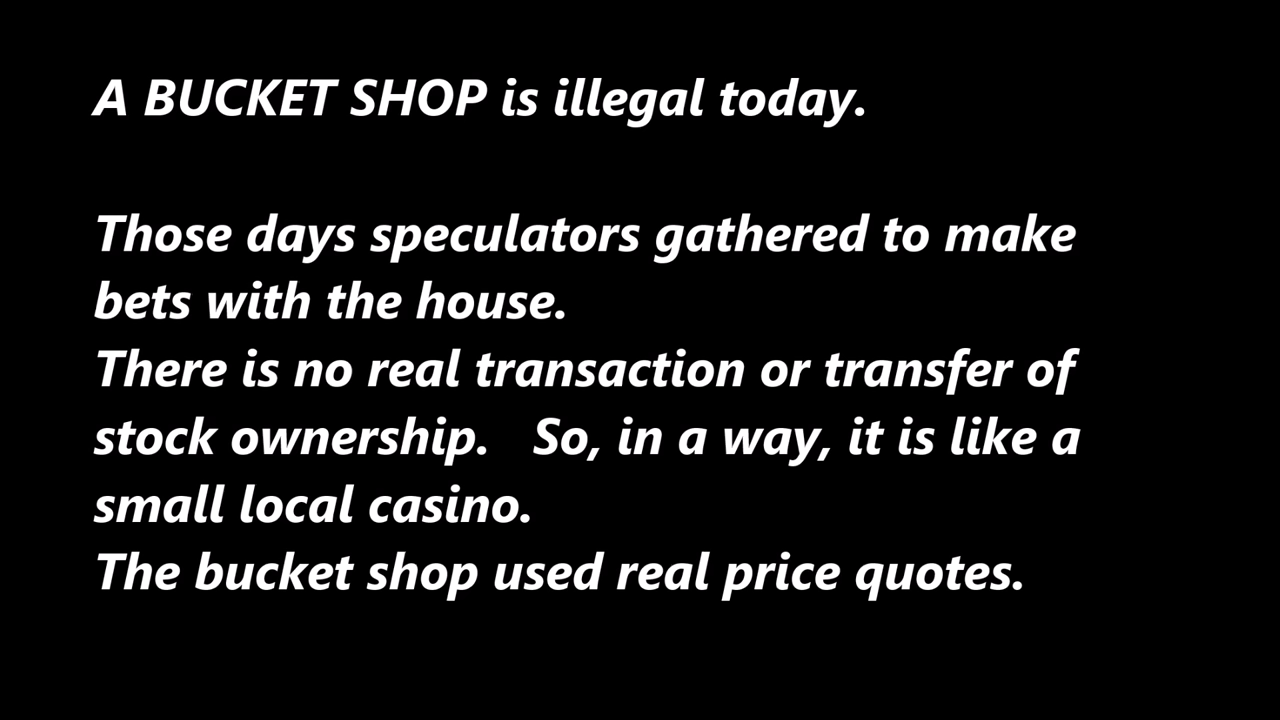 A BUCKET SHOP is illegal today.
Those days speculators gathered to make
bets with the house.
There is no real transaction or transfer of
stock ownership.   So, in a way, it is like a
small local casino.
The bucket shop used real price quotes.